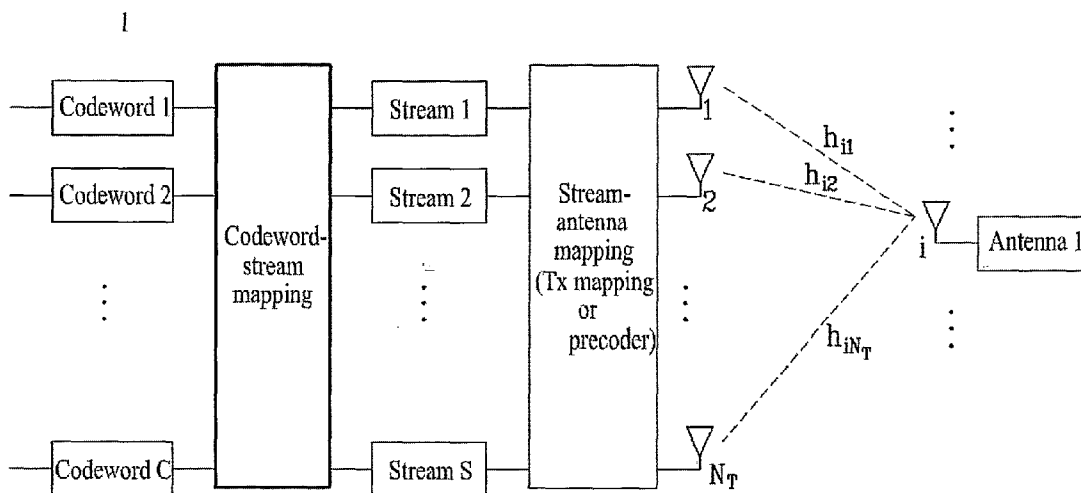 1
Codeword 1
Codeword 2
Codeword C
Codeword-
stream
mapping
Stream 1
Stream 2
Stream S
Stream-
antenna
mapping
(Tx mapping
or
precoder)
1
2
N_T
h_i1
h_i2
h_iN_T
i
Antenna 1